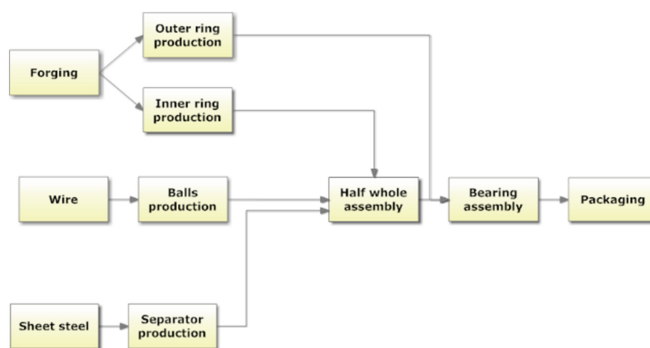 Outer ring
production
Forging
Inner ring
production
Wire
Balls
production
Half whole
assembly
Bearing
assembly
Packaging
Sheet steel
Separator
production